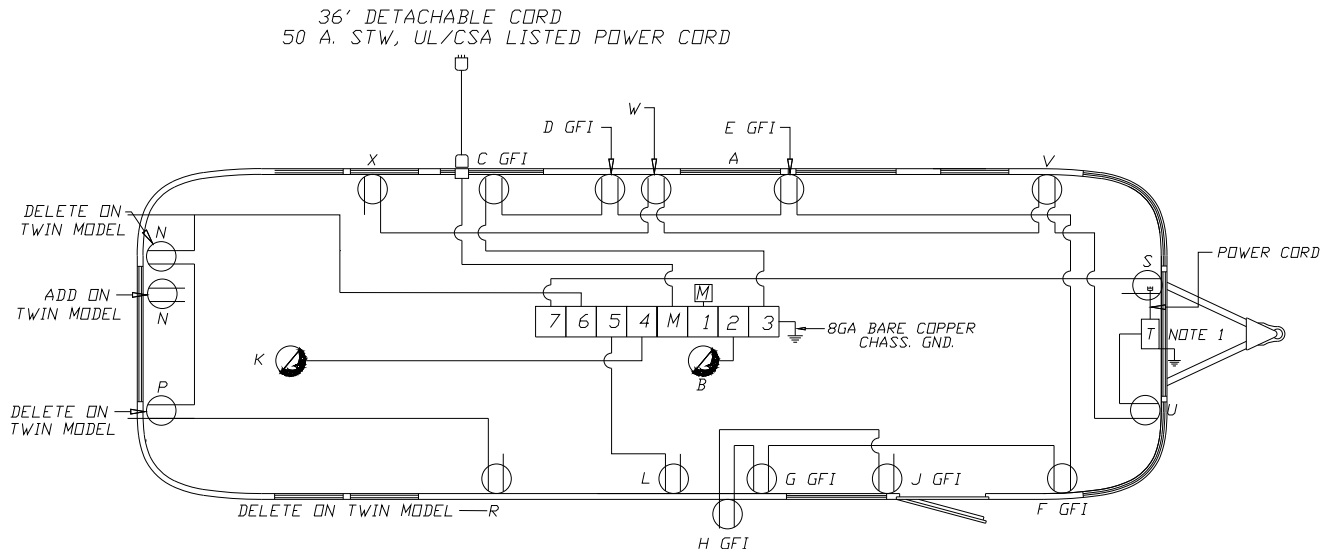 36' DETACHABLE CORD
50 A. STW, UL/CSA LISTED POWER CORD
W
D GFI
E GFI
X
C GFI
A
V
DELETE ON
TWIN MODEL
N
S
POWER CORD
ADD ON
TWIN MODEL
N
M
7 6 5 4 M 1 2 3
8GA BARE COPPER
CHASS. GND.
T NOTE 1
K
B
P
DELETE ON
TWIN MODEL
U
L
G GFI
J GFI
DELETE ON TWIN MODEL R
F GFI
H GFI